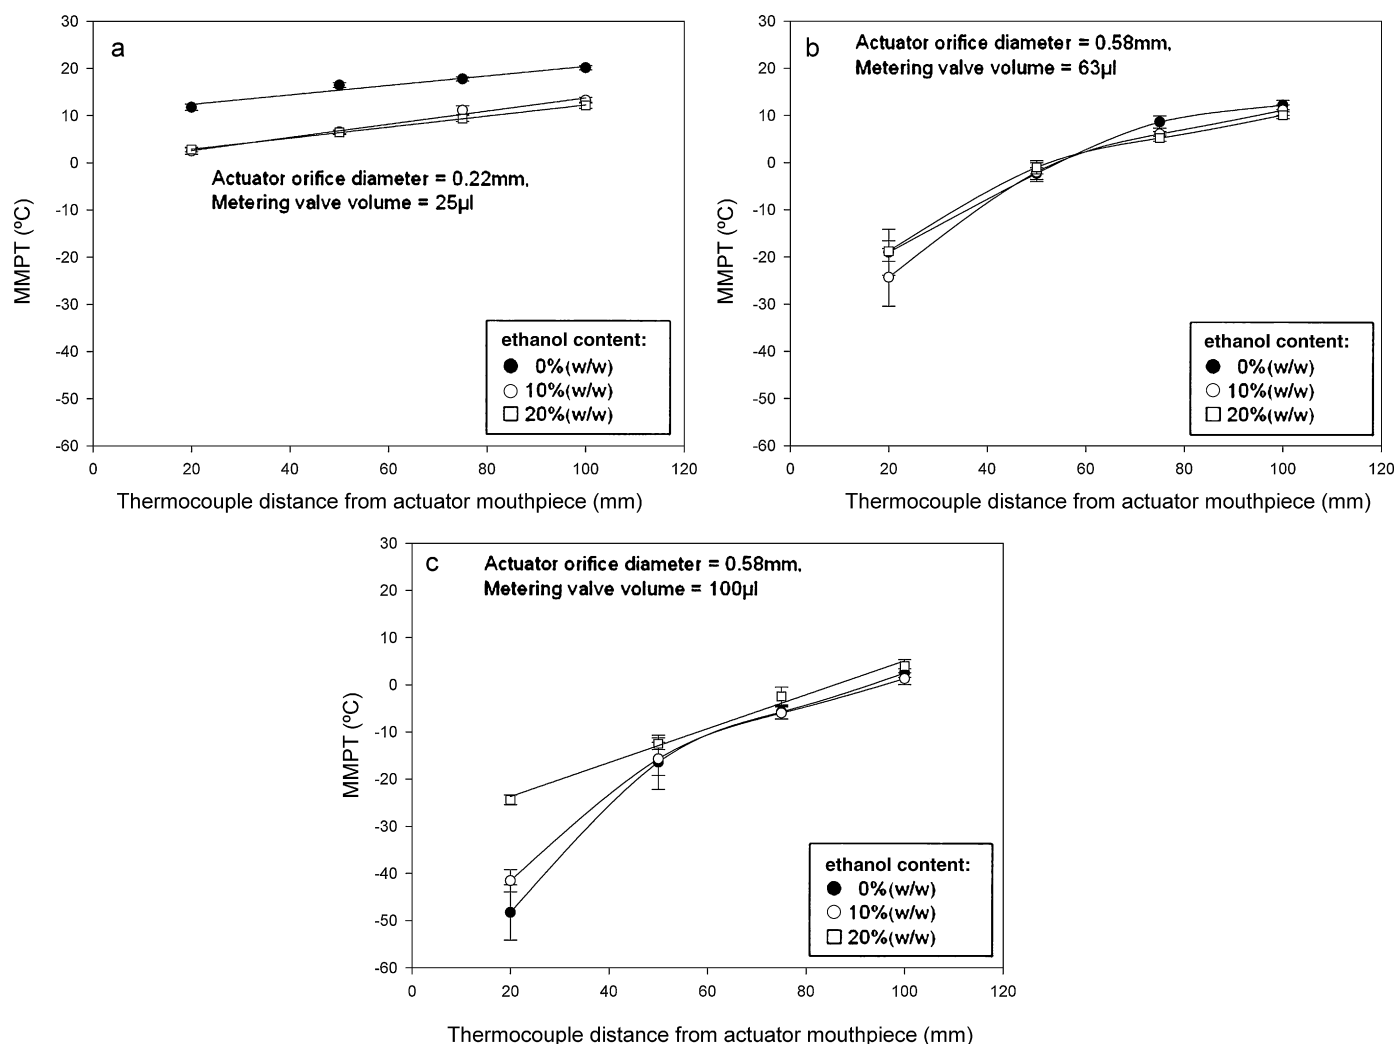 a
Actuator orifice diameter = 0.22mm,
Metering valve volume = 25µl
30
20
10
0
-10
-20
-30
-40
-50
-60
MMPT (ºC)
ethanol content:
0%(w/w)
10%(w/w)
20%(w/w)
0 20 40 60 80 100 120
Thermocouple distance from actuator mouthpiece (mm)
b
Actuator orifice diameter = 0.58mm,
Metering valve volume = 63µl
30
20
10
0
-10
-20
-30
-40
-50
-60
MMPT (ºC)
ethanol content:
0%(w/w)
10%(w/w)
20%(w/w)
0 20 40 60 80 100 120
Thermocouple distance from actuator mouthpiece (mm)
c
Actuator orifice diameter = 0.58mm,
Metering valve volume = 100µl
30
20
10
0
-10
-20
-30
-40
-50
-60
MMPT (ºC)
ethanol content:
0%(w/w)
10%(w/w)
20%(w/w)
0 20 40 60 80 100 120
Thermocouple distance from actuator mouthpiece (mm)